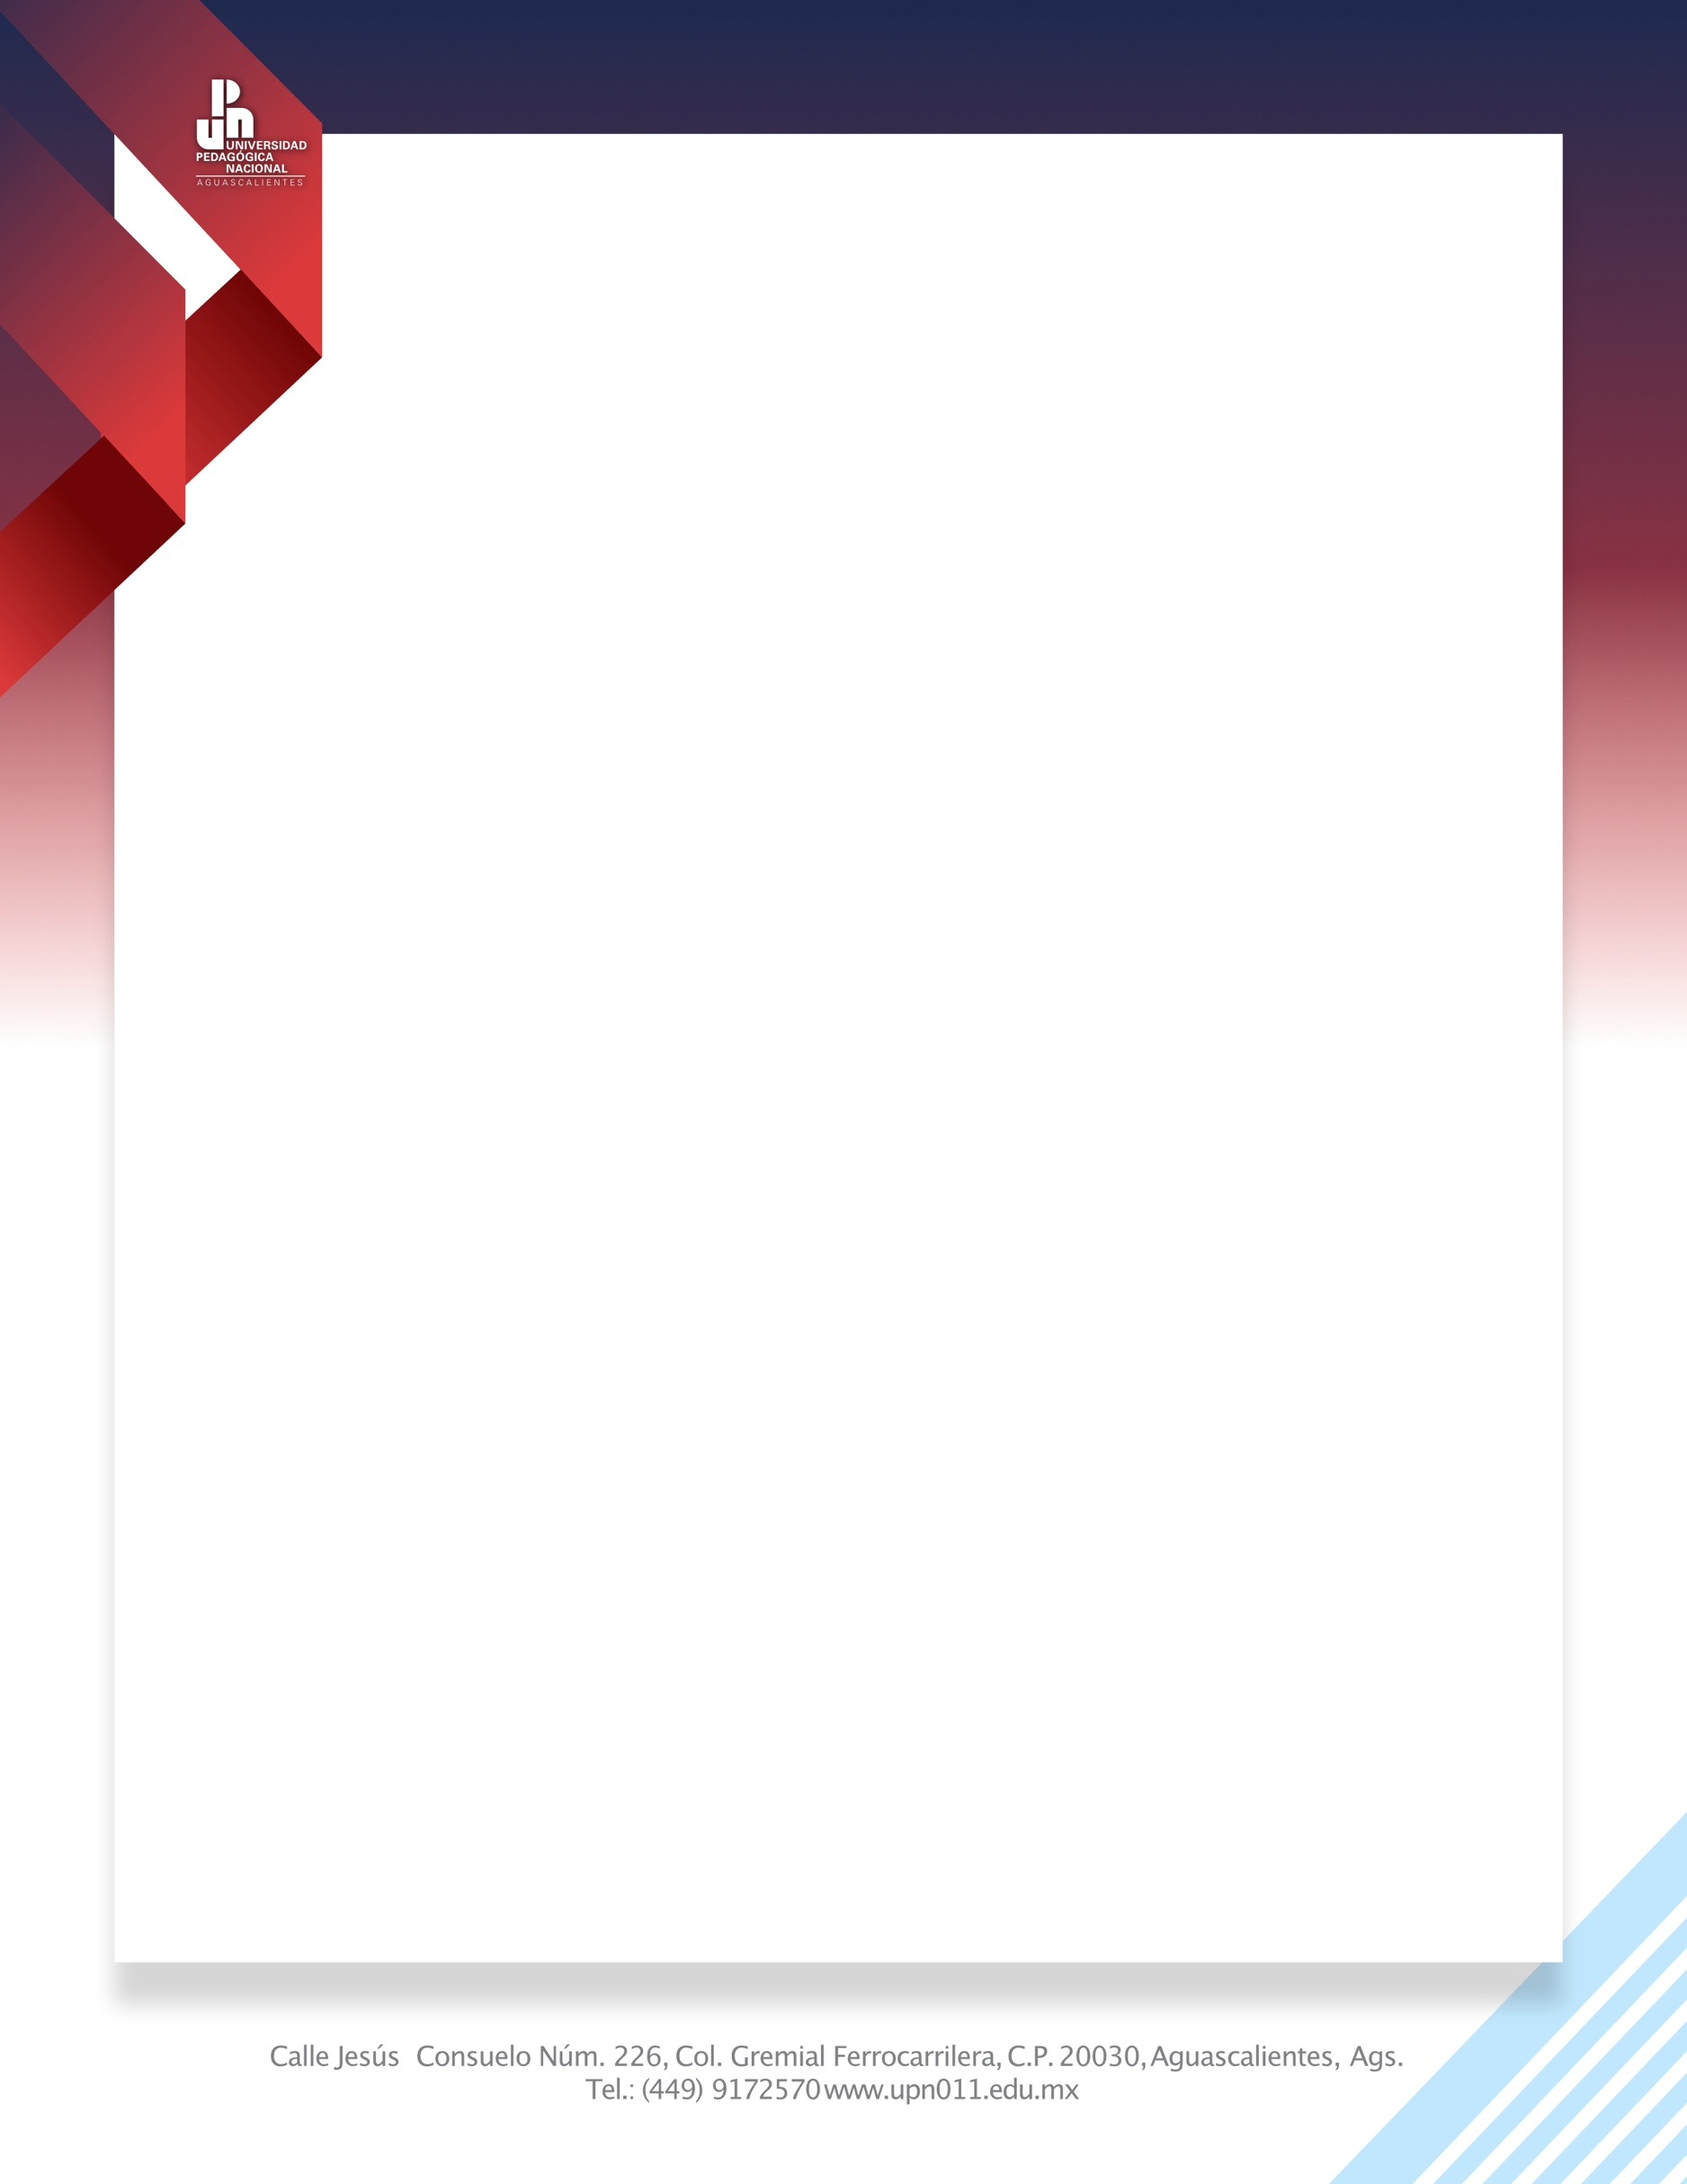 UNIVERSIDAD
PEDAGÓGICA
NACIONAL
AGUASCALIENTES
Calle Jesús Consuelo Núm. 226, Col. Gremial Ferrocarrilera, C.P. 20030, Aguascalientes, Ags.
Tel.: (449) 9172570 www.upn011.edu.mx